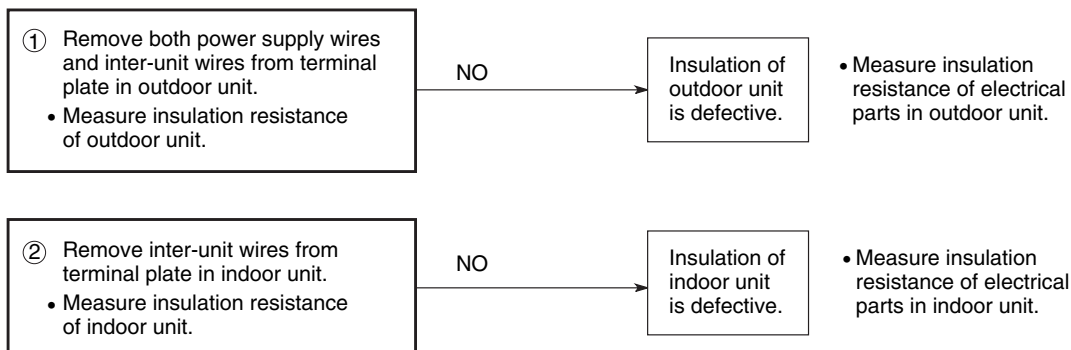 ① Remove both power supply wires
and inter-unit wires from terminal
plate in outdoor unit.
• Measure insulation resistance
of outdoor unit.
NO
Insulation of
outdoor unit
is defective.
• Measure insulation
resistance of electrical
parts in outdoor unit.
② Remove inter-unit wires from
terminal plate in indoor unit.
• Measure insulation resistance
of indoor unit.
NO
Insulation of
indoor unit
is defective.
• Measure insulation
resistance of electrical
parts in indoor unit.